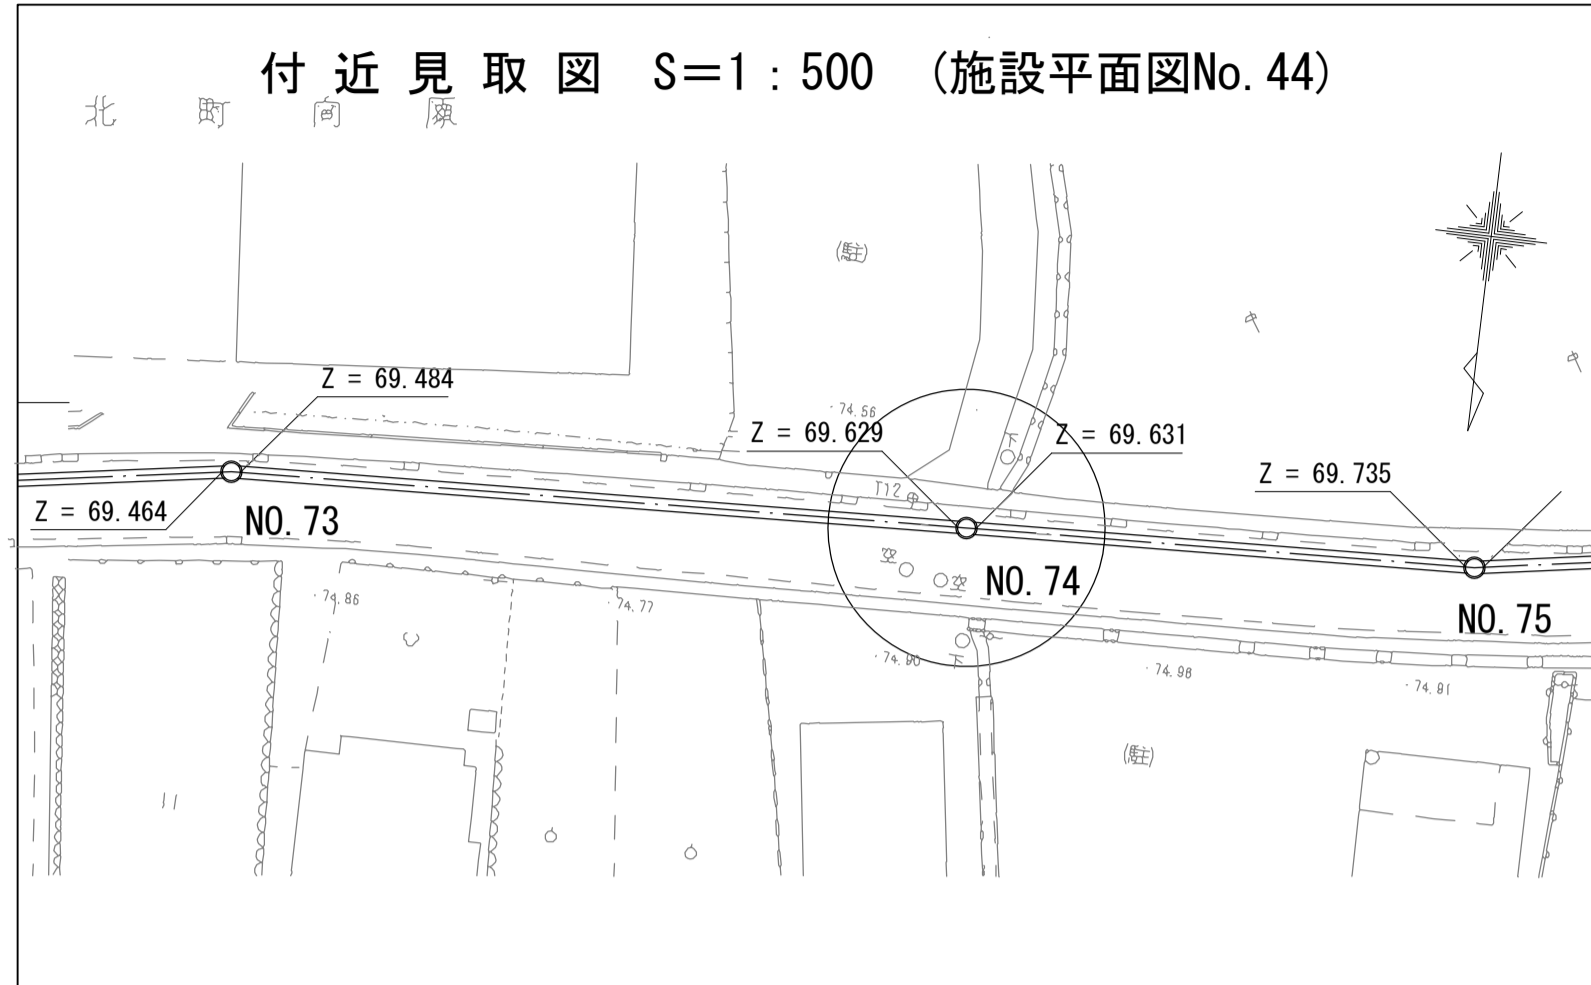 付近見取図 S＝1：500 （施設平面図No.44）
北町向原
(駐)
Z = 69.484
74.56
Z = 69.629
Z = 69.631
下
Z = 69.735
T12
Z = 69.464
NO.73
空
空
NO.74
NO.75
74.86
74.77
74.90
下
74.98
74.81
(駐)